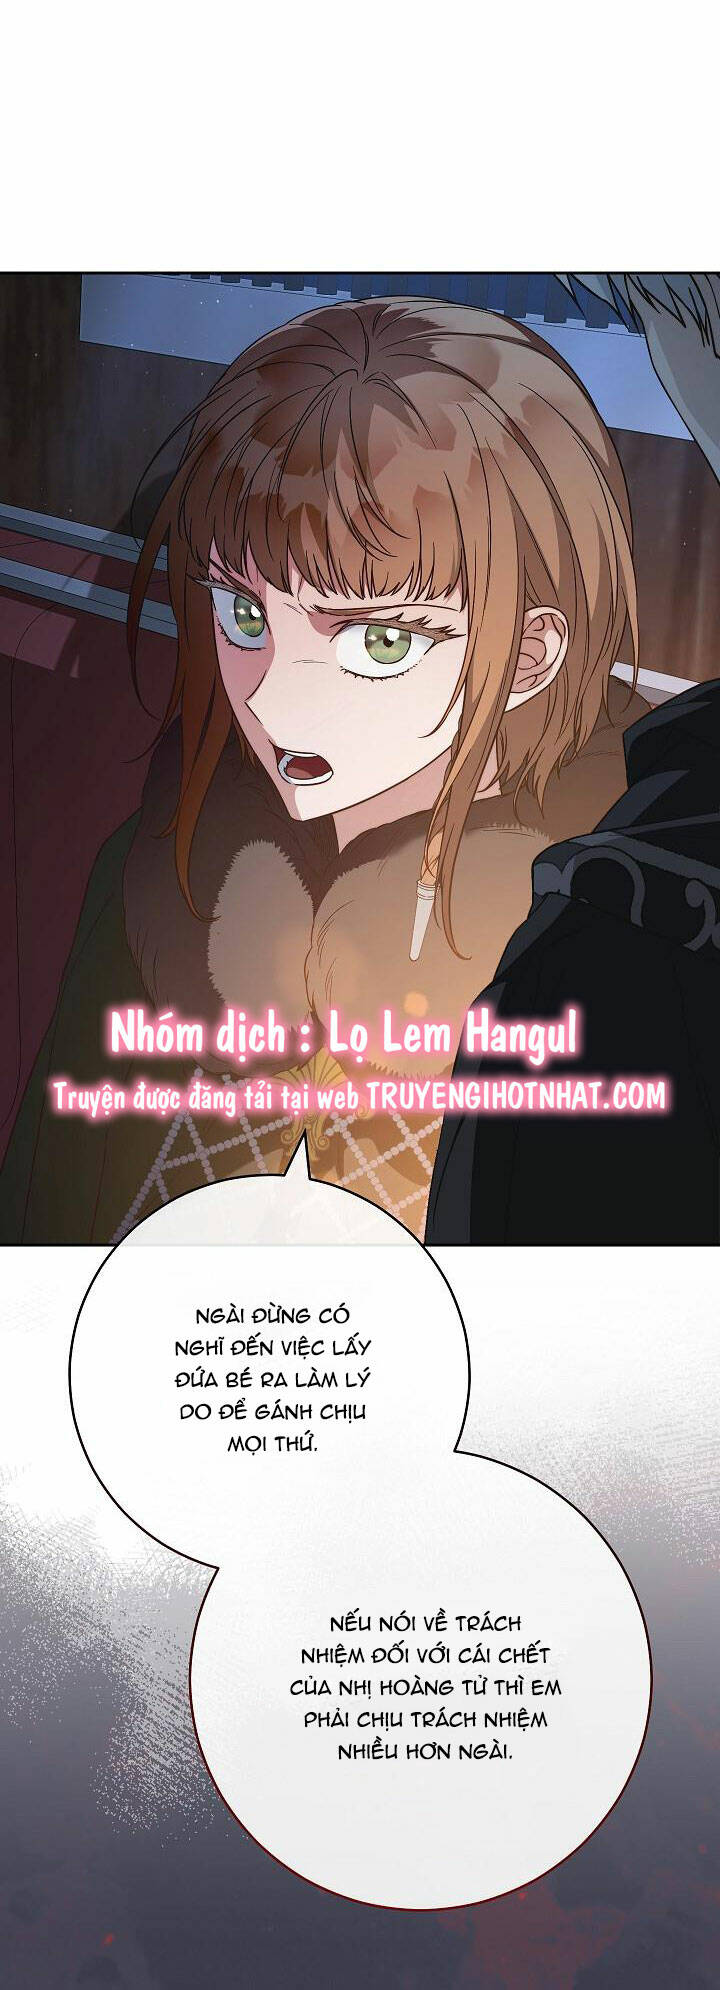 Nhóm dịch : Lọ Lem Hangul
Truyện được đăng tải tại web TRUYENGIHOTNHAT.COM
NGÀI ĐỪNG CÓ
NGHĨ ĐẾN VIỆC LẤY
ĐỨA BÉ RA LÀM LÝ
DO ĐỂ GÁNH CHỊU
MỌI THỨ.
NẾU NÓI VỀ TRÁCH
NHIỆM ĐỐI VỚI CÁI CHẾT
CỦA NHỊ HOÀNG TỬ THÌ EM
PHẢI CHỊU TRÁCH NHIỆM
NHIỀU HƠN NGÀI.